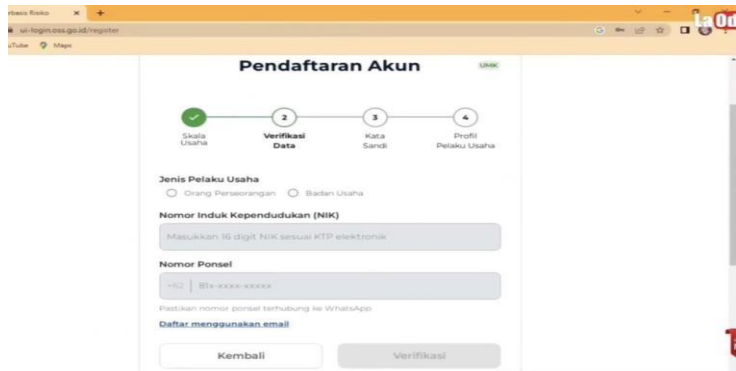 rbasis Risiko
ui-login.oss.go.id/register
uTube Maps
Pendaftaran Akun
UMK
2
3
4
Skala Usaha
Verifikasi Data
Kata Sandi
Profil Pelaku Usaha
Jenis Pelaku Usaha
Orang Perseorangan Badan Usaha
Nomor Induk Kependudukan (NIK)
Masukkan 16 digit NIK sesuai KTP elektronik
Nomor Ponsel
+62 81x-xxxx-xxxxx
Pastikan nomor ponsel terhubung ke WhatsApp
Daftar menggunakan email
Kembali
Verifikasi